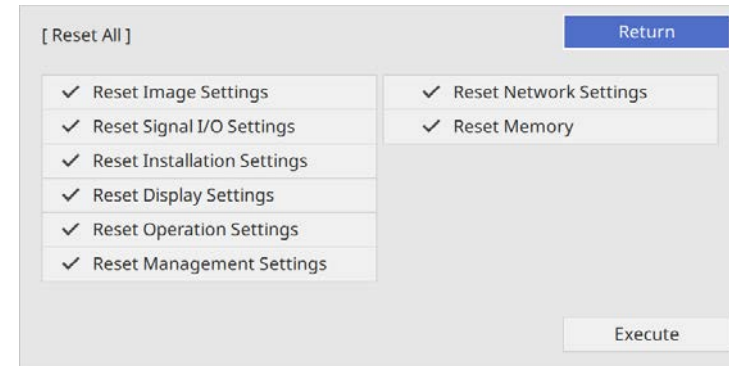 [ Reset All ]
Return
Reset Image Settings
Reset Signal I/O Settings
Reset Installation Settings
Reset Display Settings
Reset Operation Settings
Reset Management Settings
Reset Network Settings
Reset Memory
Execute